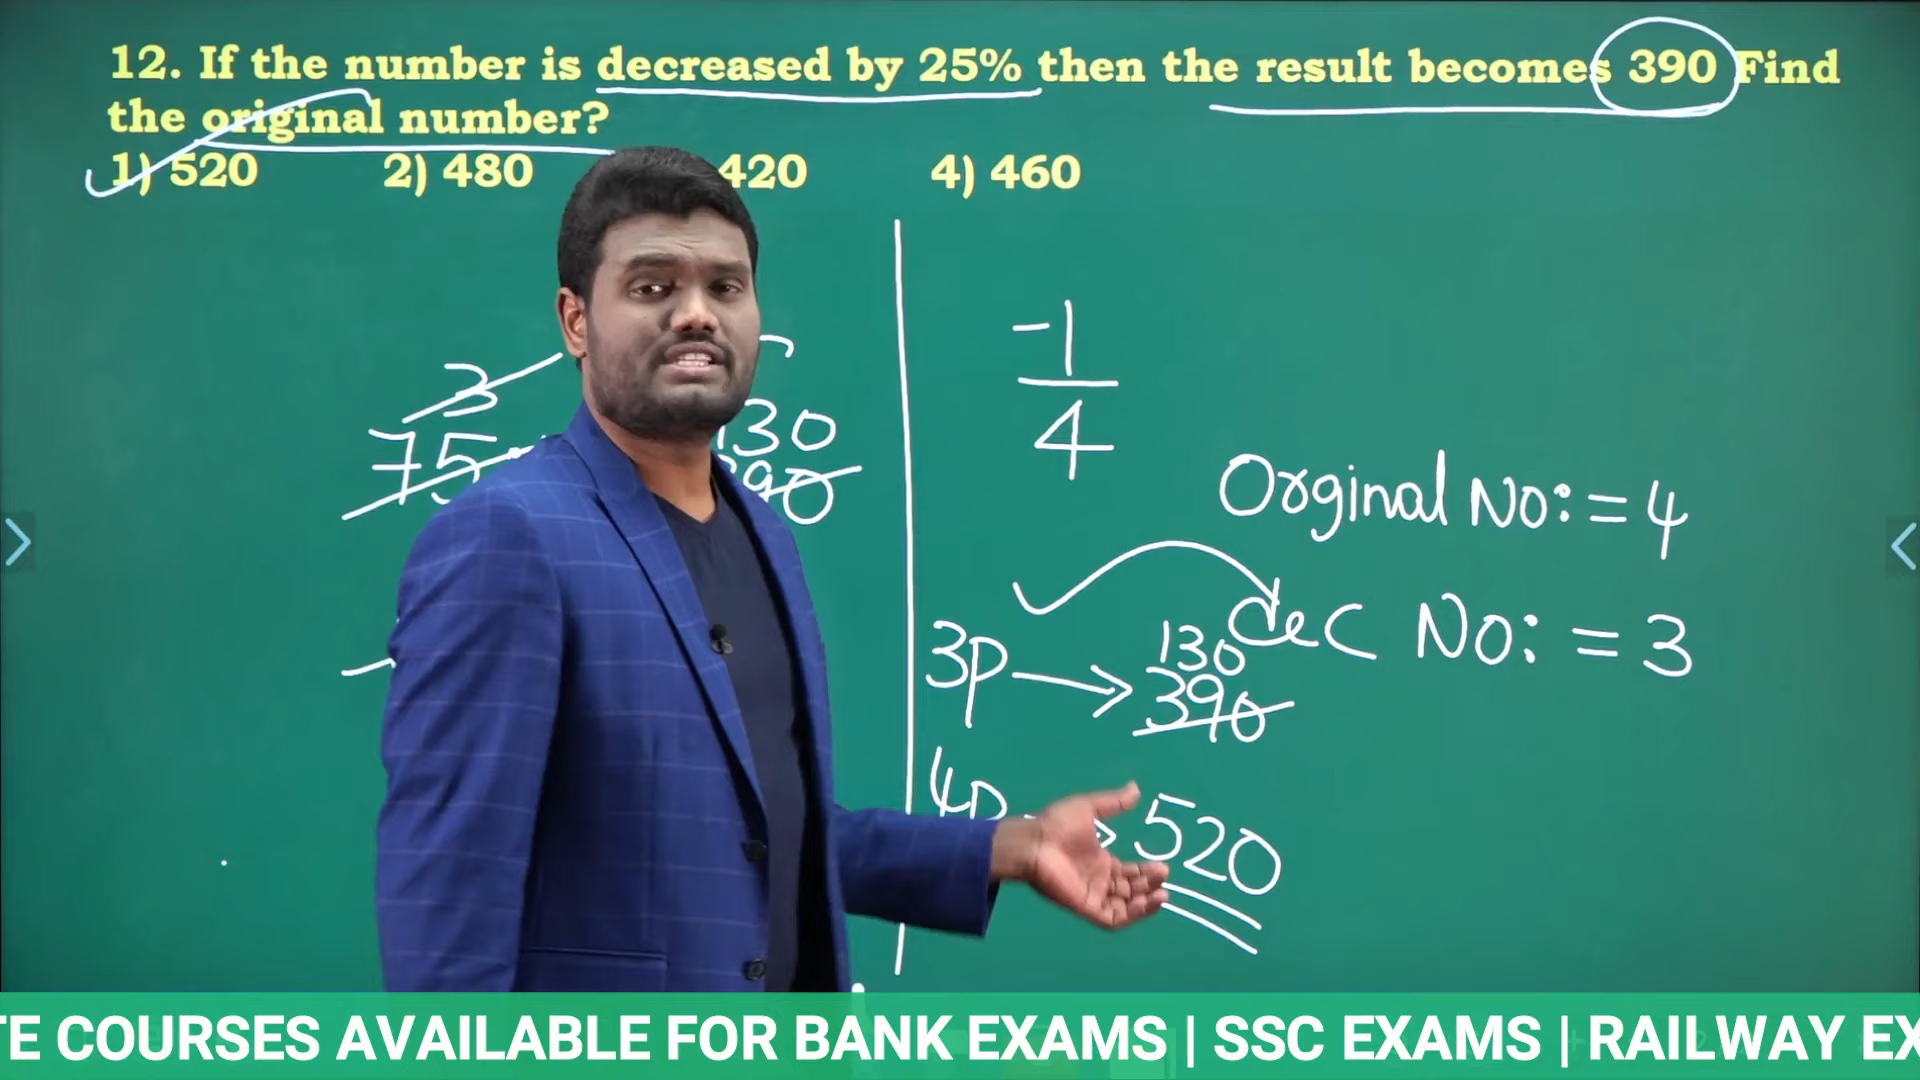 12. If the number is decreased by 25% then the result becomes 390 Find
the original number?
1) 520 2) 480 420 4) 460
3
75
130
390
-1
4
Orginal No: = 4
dec No: = 3
130
3p → 390
4p → 520
TE COURSES AVAILABLE FOR BANK EXAMS | SSC EXAMS | RAILWAY EX